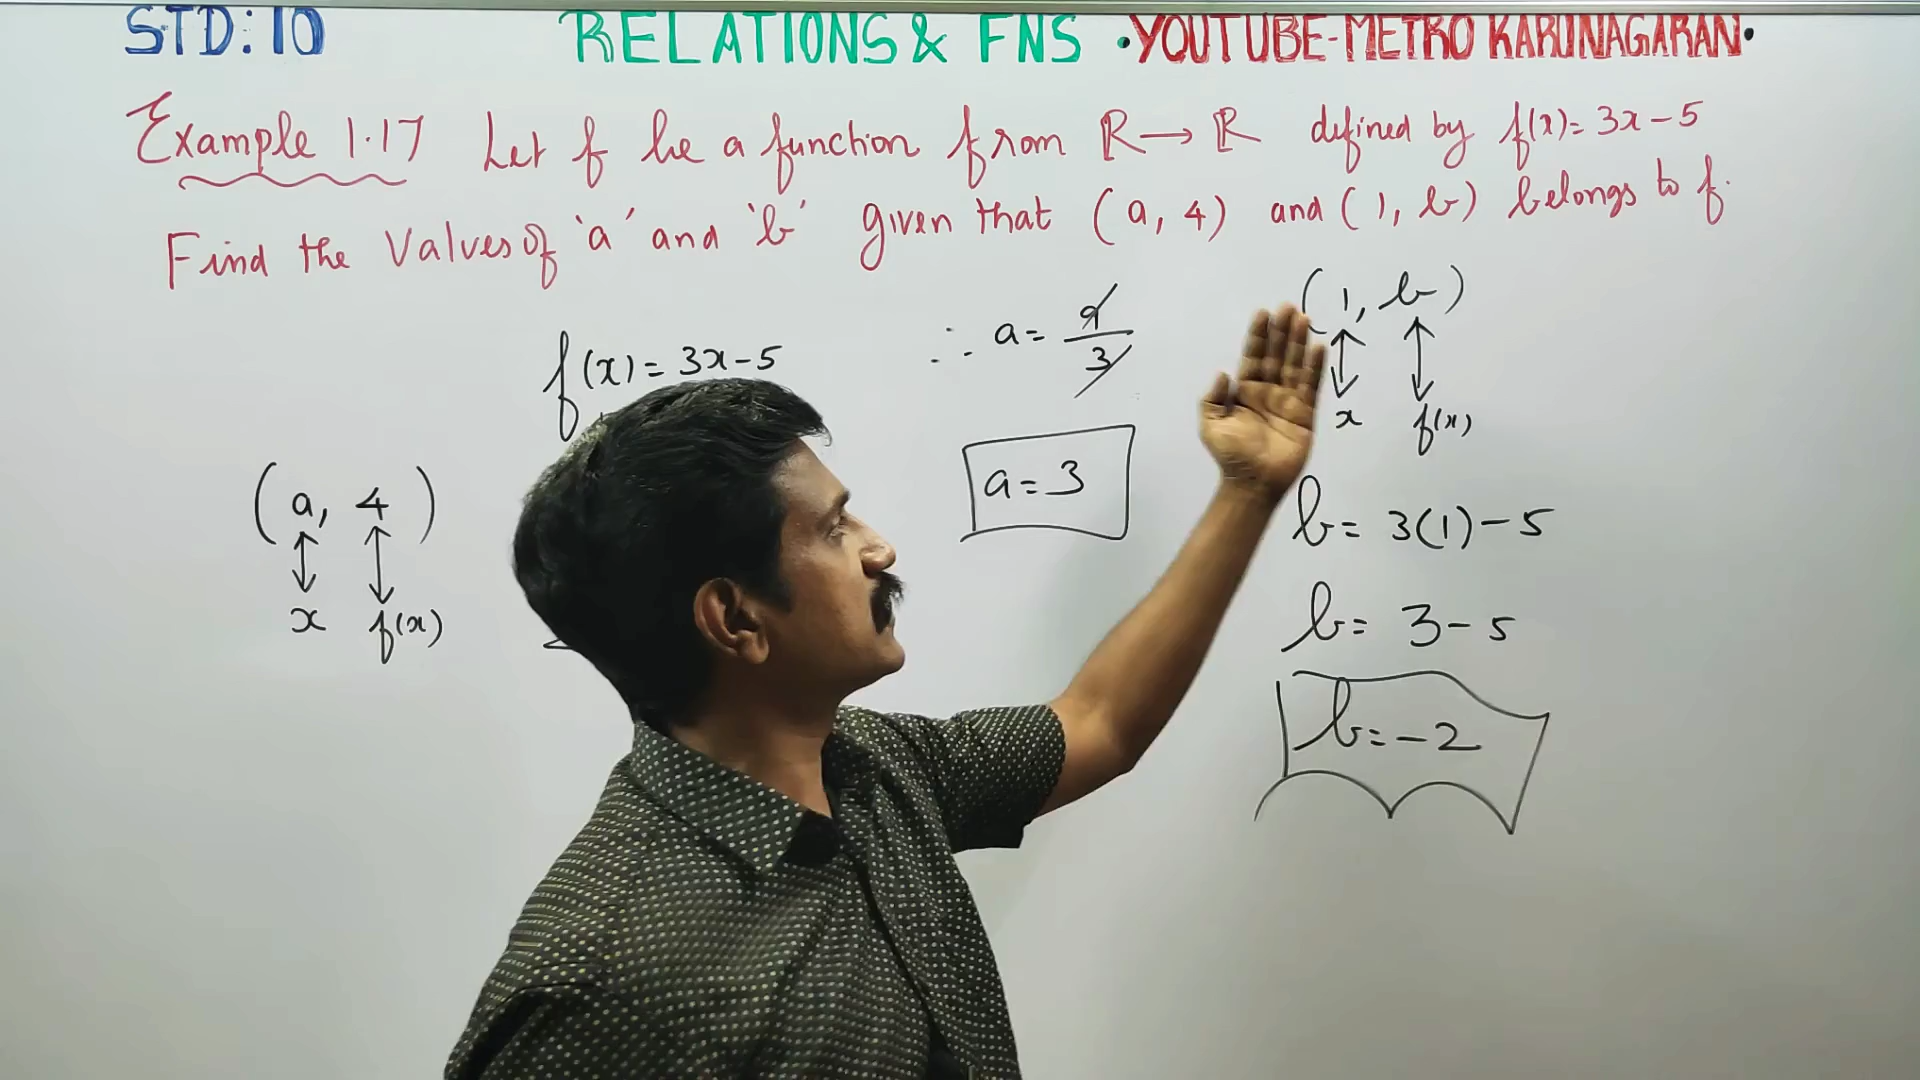 STD: 10 RELATIONS & FNS •YOUTUBE-METRO KARUNAGARAN•
Example 1.17 Let f be a function from ℝ → ℝ defined by f(x) = 3x - 5
Find the Values of 'a' and 'b' given that (a, 4) and (1, b) belongs to f.
f(x) = 3x - 5
(a, 4)
x f(x)
∴ a = 9/3
a = 3
(1, b)
x f(x)
b = 3(1) - 5
b = 3 - 5
b = -2